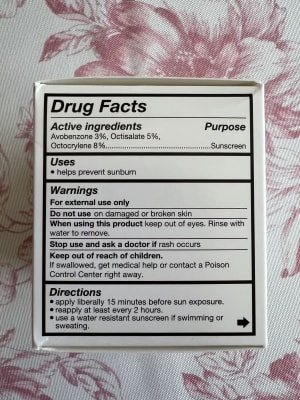 Drug Facts
Active ingredients Purpose
Avobenzone 3%, Octisalate 5%,
Octocrylene 8%..........................................Sunscreen
Uses
• helps prevent sunburn
Warnings
For external use only
Do not use on damaged or broken skin
When using this product keep out of eyes. Rinse with
water to remove.
Stop use and ask a doctor if rash occurs
Keep out of reach of children.
If swallowed, get medical help or contact a Poison
Control Center right away.
Directions
• apply liberally 15 minutes before sun exposure.
• reapply at least every 2 hours.
• use a water resistant sunscreen if swimming or
sweating.